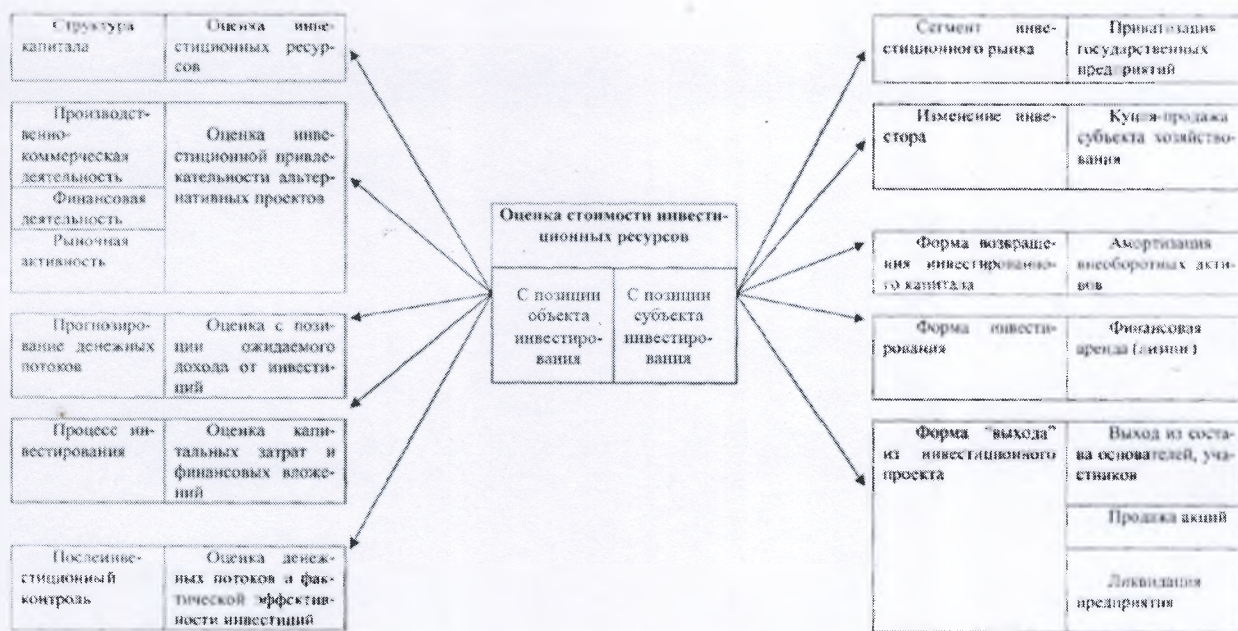 Структура
капитала
Оценка инве-
стиционных ресур-
сов
Производст-
венно-
коммерческая
деятельность
Финансовая
деятельность
Рыночная
активность
Оценка инве-
стиционной привле-
кательности альтер-
нативных проектов
Прогнозиро-
вание денежных
потоков
Оценка с пози-
ции ожидаемого
дохода от инвести-
ций
Процесс ин-
вестирования
Оценка капи-
тальных затрат и
финансовых вложе-
ний
Послеинве-
стиционный
контроль
Оценка денеж-
ных потоков и фак-
тической эффектив-
ности инвестиций
Оценка стоимости инвести-
ционных ресурсов
С позиции
объекта
инвестиро-
вания
С позиции
субъекта
инвестиро-
вания
Сегмент инве-
стиционного рынка
Приватизация
государственных
предприятий
Изменение инве-
стора
Купля-продажа
субъекта хозяйство-
вания
Форма возвраще-
ния инвестированно-
го капитала
Амортизация
внеоборотных акти-
вов
Форма инвести-
рования
Финансовая
аренда (лизинг)
Форма "выхода"
из инвестиционного
проекта
Выход из соста-
ва основателей, уча-
стников
Продажа акций
Ликвидация
предприятия